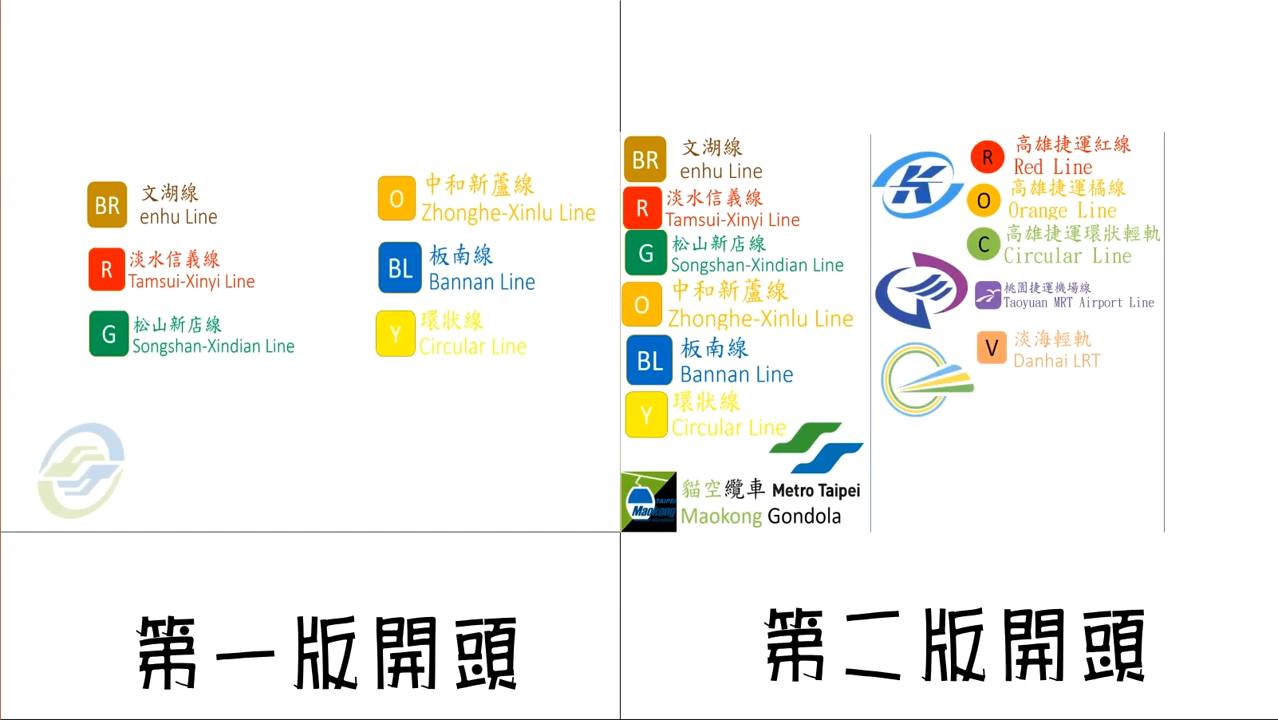 BR
文湖線
enhu Line
R
淡水信義線
Tamsui-Xinyi Line
G
松山新店線
Songshan-Xindian Line
O
中和新蘆線
Zhonghe-Xinlu Line
BL
板南線
Bannan Line
Y
環狀線
Circular Line
第一版開頭
BR
文湖線
enhu Line
R
淡水信義線
Tamsui-Xinyi Line
G
松山新店線
Songshan-Xindian Line
O
中和新蘆線
Zhonghe-Xinlu Line
BL
板南線
Bannan Line
Y
環狀線
Circular Line
Metro Taipei
TAIPEI
Maokong
貓空纜車
Maokong Gondola
K
R
高雄捷運紅線
Red Line
O
高雄捷運橘線
Orange Line
C
高雄捷運環狀輕軌
Circular Line
桃園捷運機場線
Taoyuan MRT Airport Line
V
淡海輕軌
Danhai LRT
第二版開頭